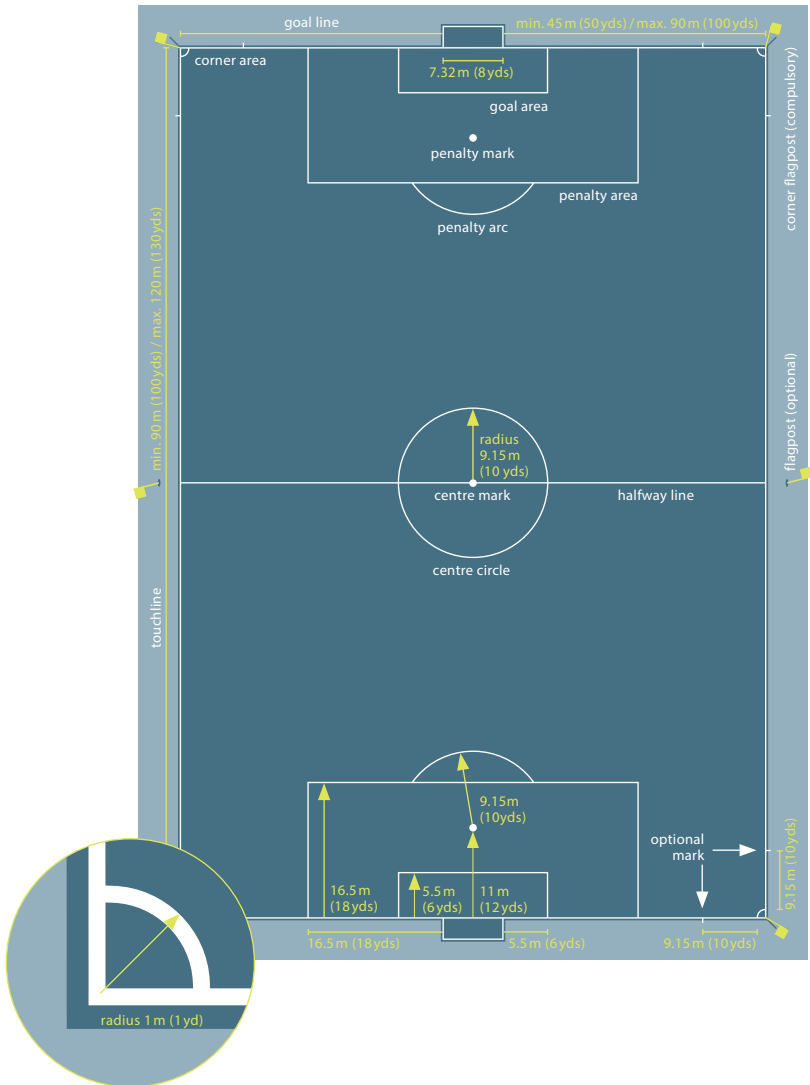 goal line
min. 45 m (50 yds) / max. 90 m (100 yds)
corner area
7.32 m (8 yds)
goal area
penalty mark
penalty area
penalty arc
corner flagpost (compulsory)
min. 90 m (100 yds) / max. 120 m (130 yds)
radius
9.15 m
(10 yds)
flagpost (optional)
centre mark
halfway line
centre circle
touchline
9.15 m
(10 yds)
optional
mark
9.15 m (10 yds)
16.5 m
(18 yds)
5.5 m
(6 yds)
11 m
(12 yds)
16.5 m (18 yds)
5.5 m (6 yds)
9.15 m (10 yds)
radius 1 m (1 yd)